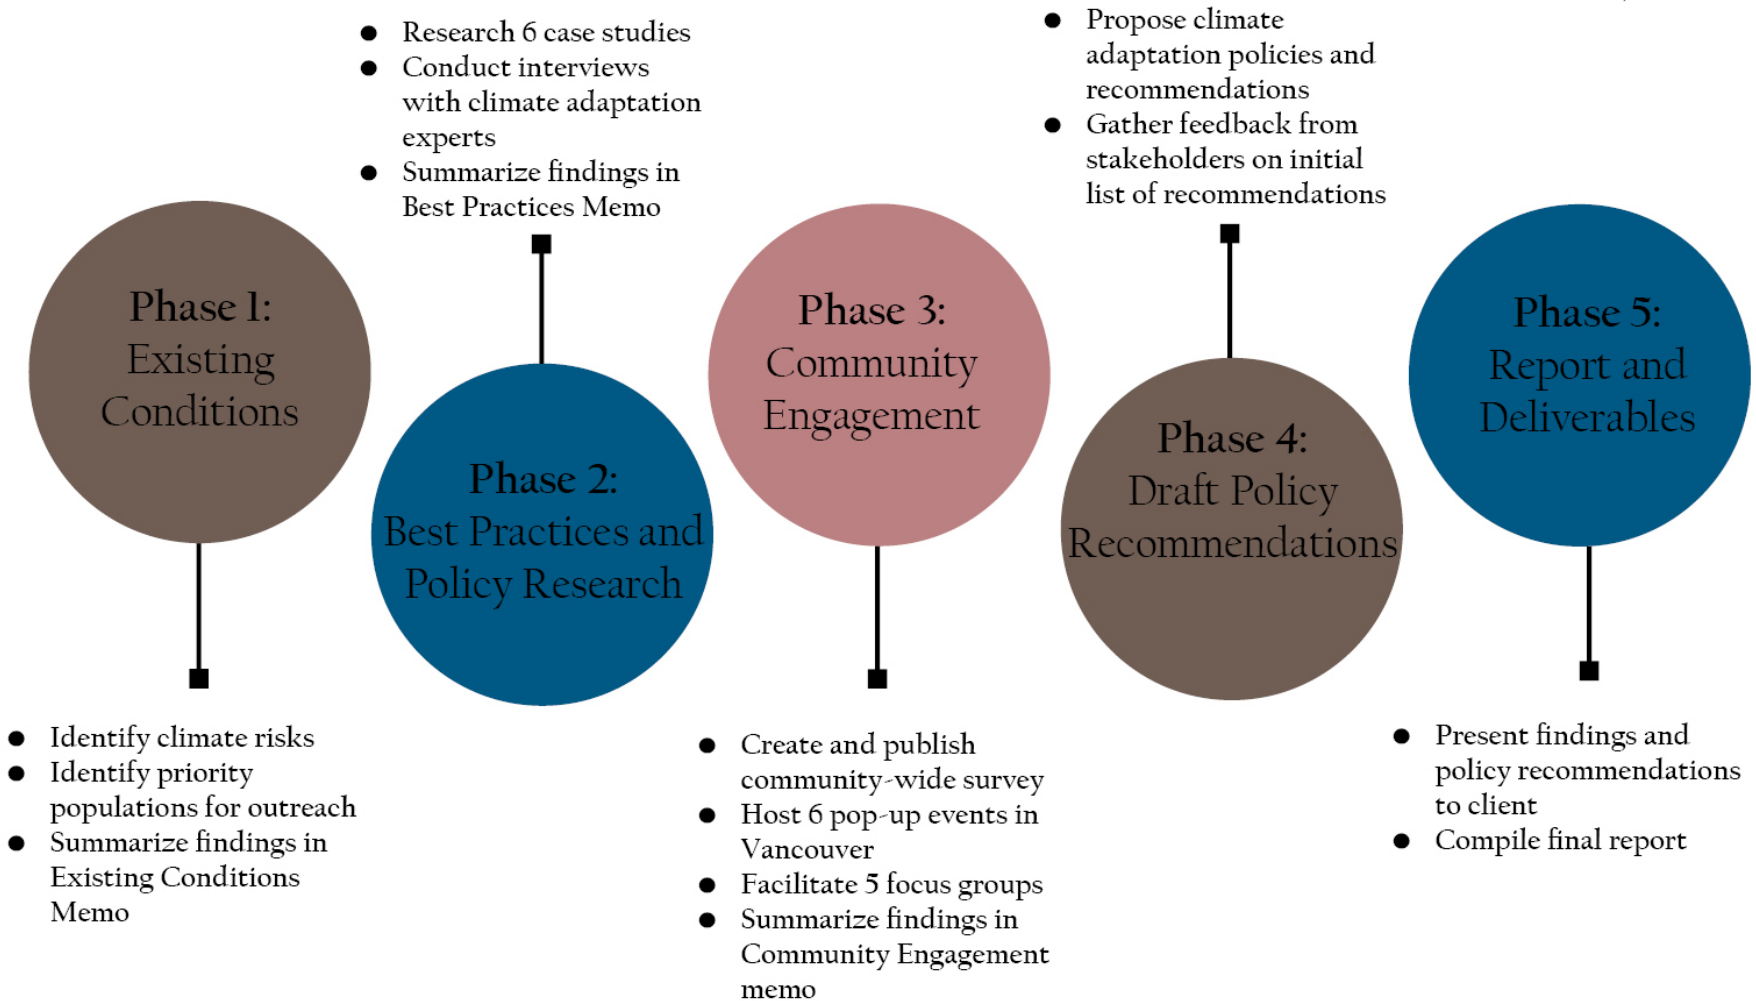 Phase 1:
Existing
Conditions
● Identify climate risks
● Identify priority
populations for outreach
● Summarize findings in
Existing Conditions
Memo
● Research 6 case studies
● Conduct interviews
with climate adaptation
experts
● Summarize findings in
Best Practices Memo
Phase 2:
Best Practices and
Policy Research
Phase 3:
Community
Engagement
● Create and publish
community-wide survey
● Host 6 pop-up events in
Vancouver
● Facilitate 5 focus groups
● Summarize findings in
Community Engagement
memo
● Propose climate
adaptation policies and
recommendations
● Gather feedback from
stakeholders on initial
list of recommendations
Phase 4:
Draft Policy
Recommendations
Phase 5:
Report and
Deliverables
● Present findings and
policy recommendations
to client
● Compile final report